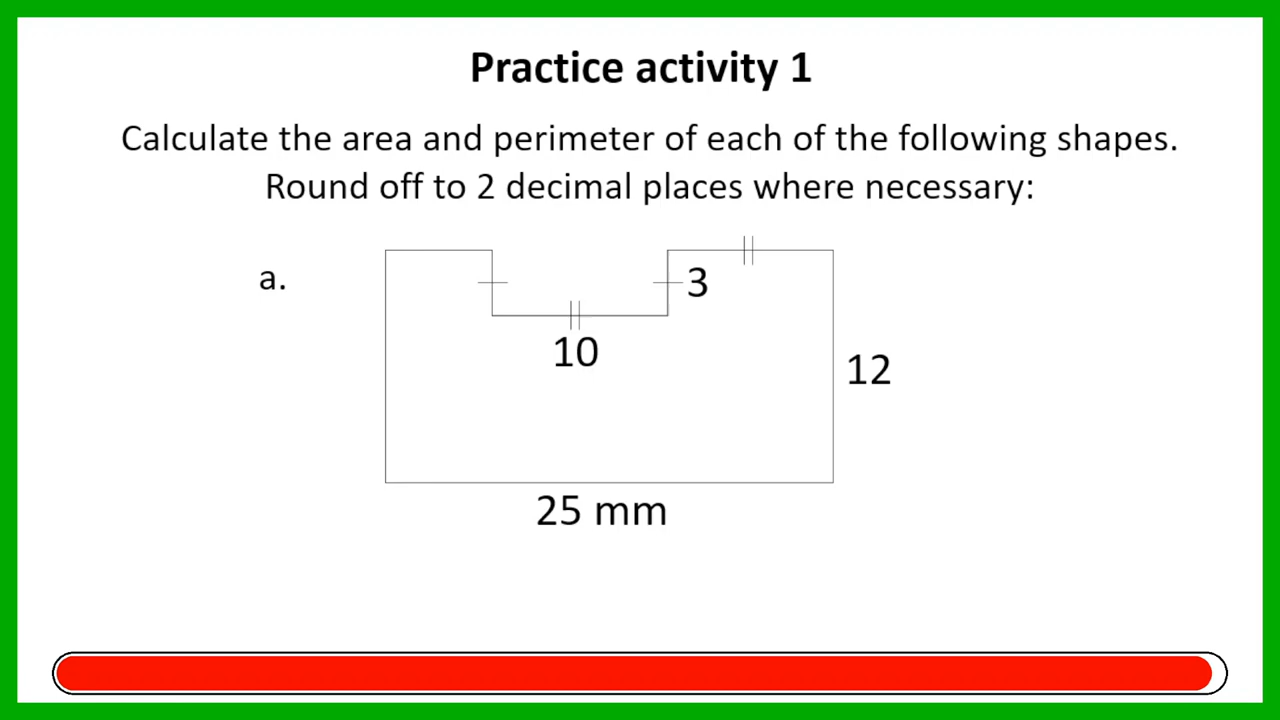 Practice activity 1
Calculate the area and perimeter of each of the following shapes.
Round off to 2 decimal places where necessary:
a.
3
10
12
25 mm